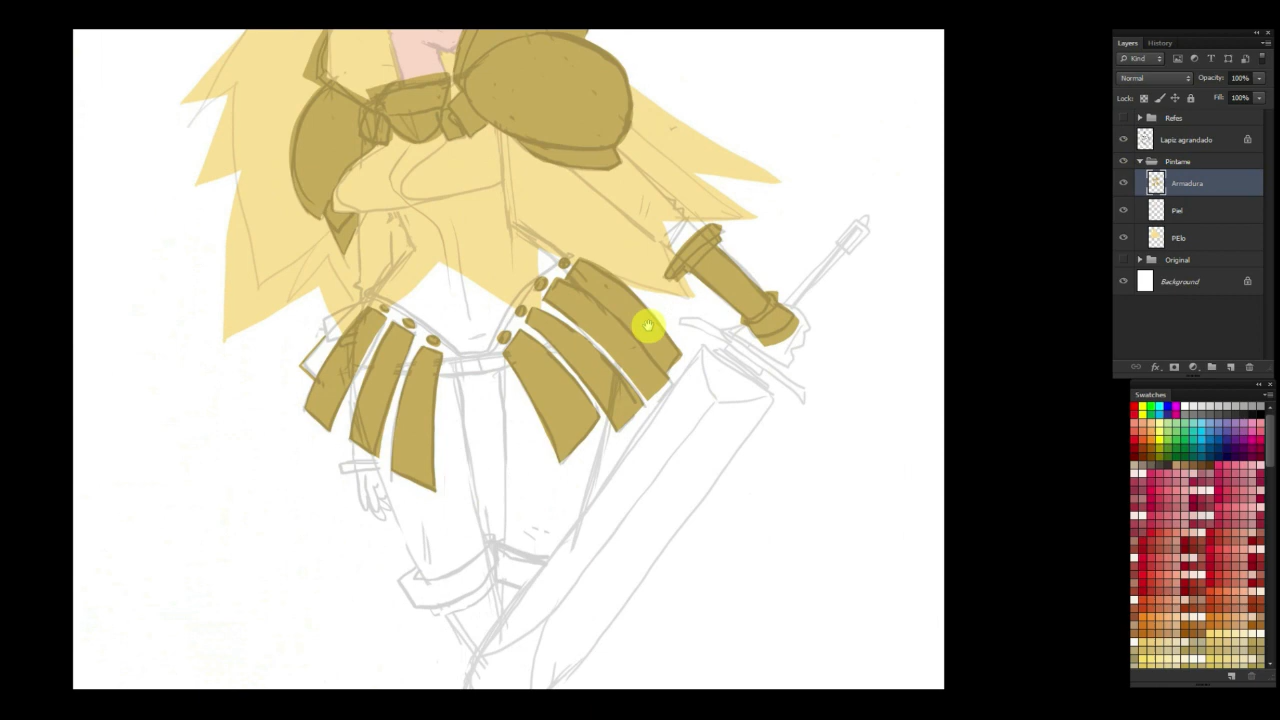 Layers History
Kind
Normal Opacity: 100%
Lock: Fill: 100%
Refes
Lapiz agrandado
Pintame
Armadura
Piel
PElo
Original
Background
fx
Swatches